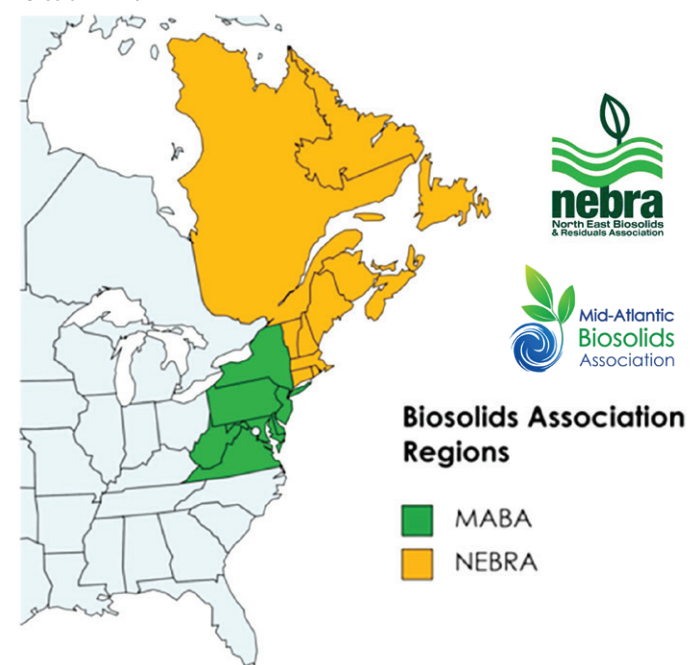 nebra
North East Biosolids
& Residuals Association
Mid-Atlantic
Biosolids
Association
Biosolids Association
Regions
MABA
NEBRA